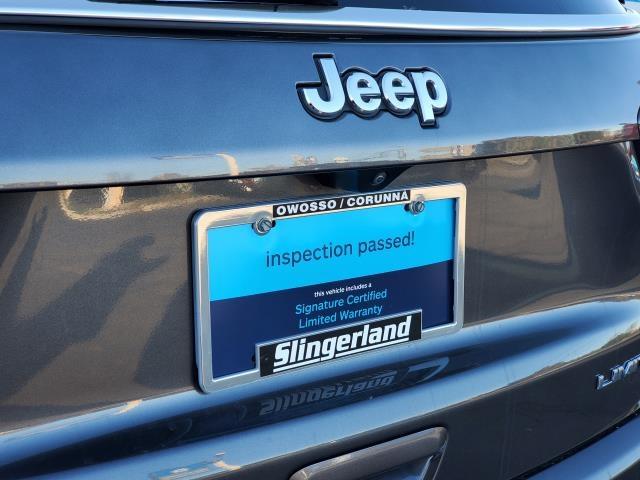 Jeep
OWOSSO / CORUNNA
inspection passed!
this vehicle includes a
Signature Certified
Limited Warranty
Slingerland